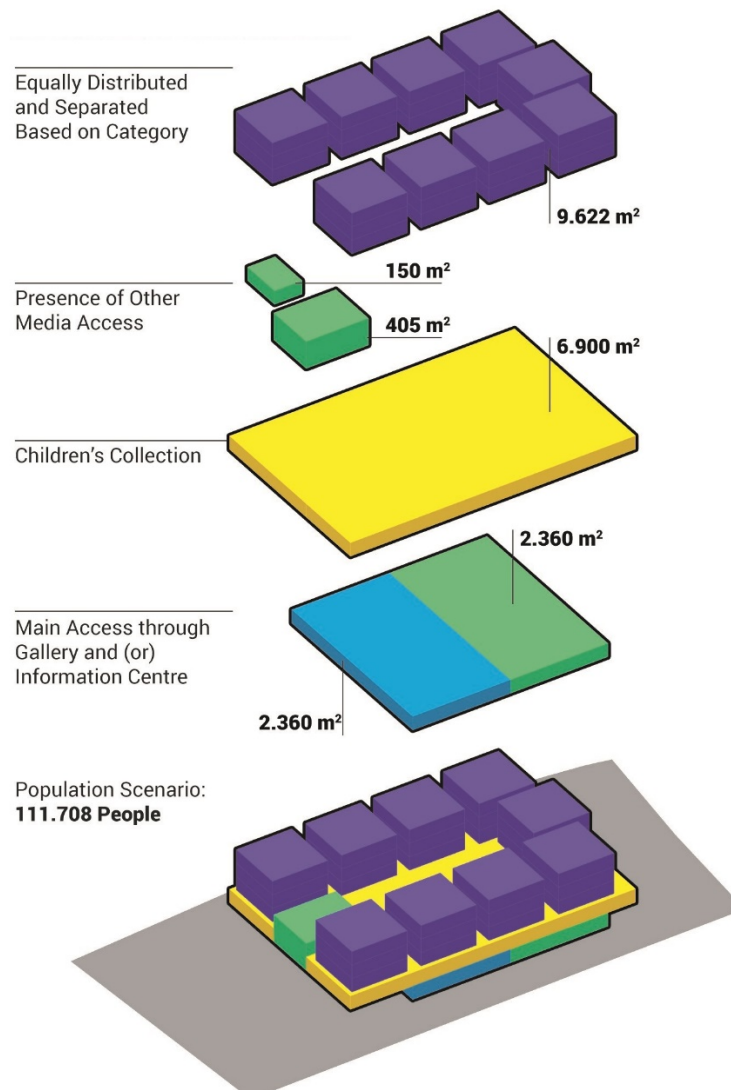 Equally Distributed
and Separated
Based on Category
9.622 m²
150 m²
Presence of Other
Media Access
405 m²
6.900 m²
Children's Collection
2.360 m²
Main Access through
Gallery and (or)
Information Centre
2.360 m²
Population Scenario:
111.708 People